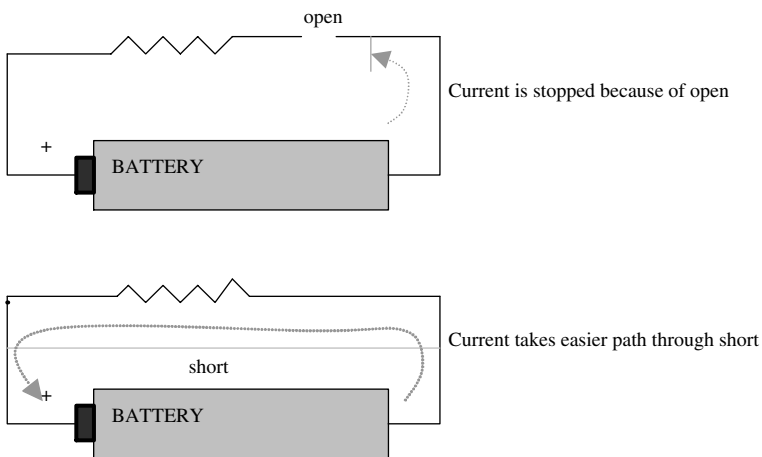 open
Current is stopped because of open
+
BATTERY
Current takes easier path through short
short
+
BATTERY